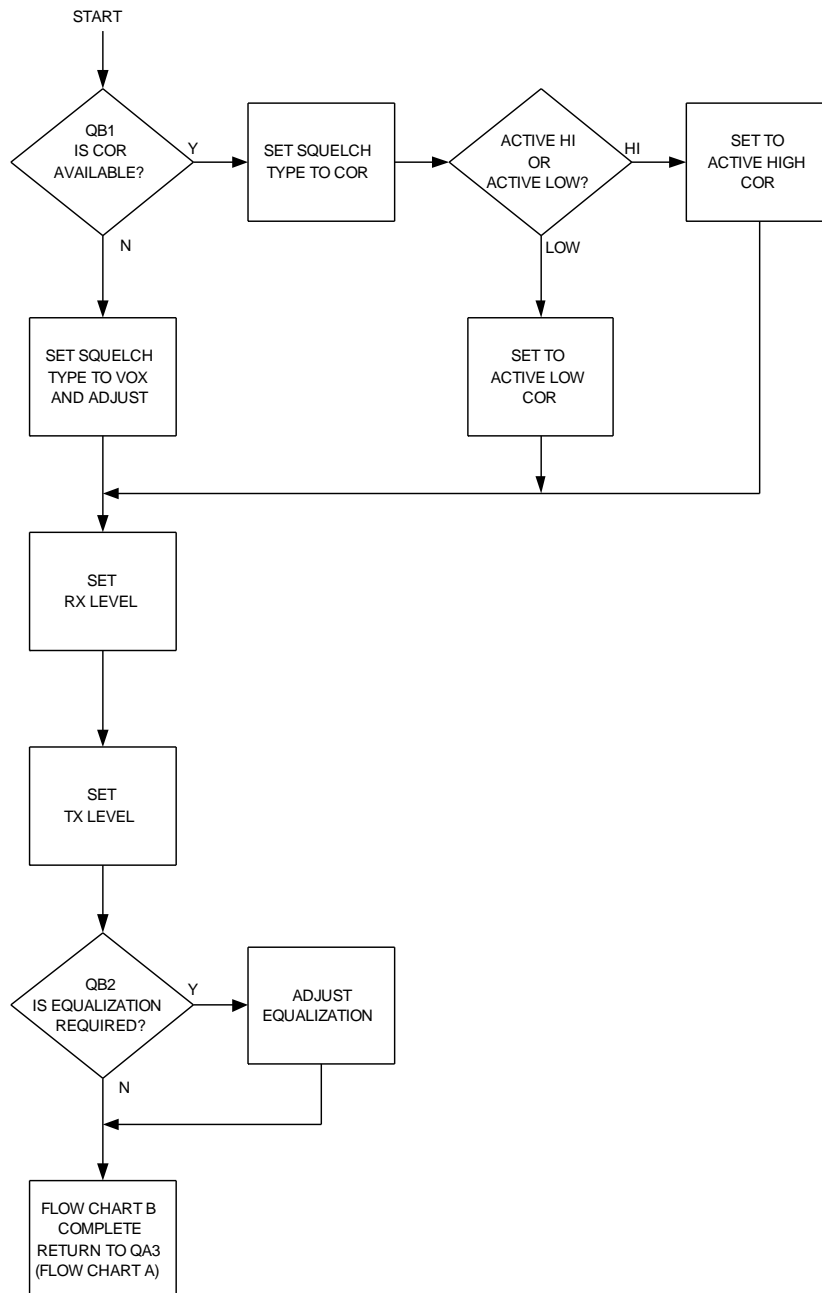 START
QB1
IS COR
AVAILABLE?
Y
N
SET SQUELCH
TYPE TO COR
ACTIVE HI
OR
ACTIVE LOW?
HI
LOW
SET TO
ACTIVE HIGH
COR
SET SQUELCH
TYPE TO VOX
AND ADJUST
SET TO
ACTIVE LOW
COR
SET
RX LEVEL
SET
TX LEVEL
QB2
IS EQUALIZATION
REQUIRED?
Y
N
ADJUST
EQUALIZATION
FLOW CHART B
COMPLETE
RETURN TO QA3
(FLOW CHART A)